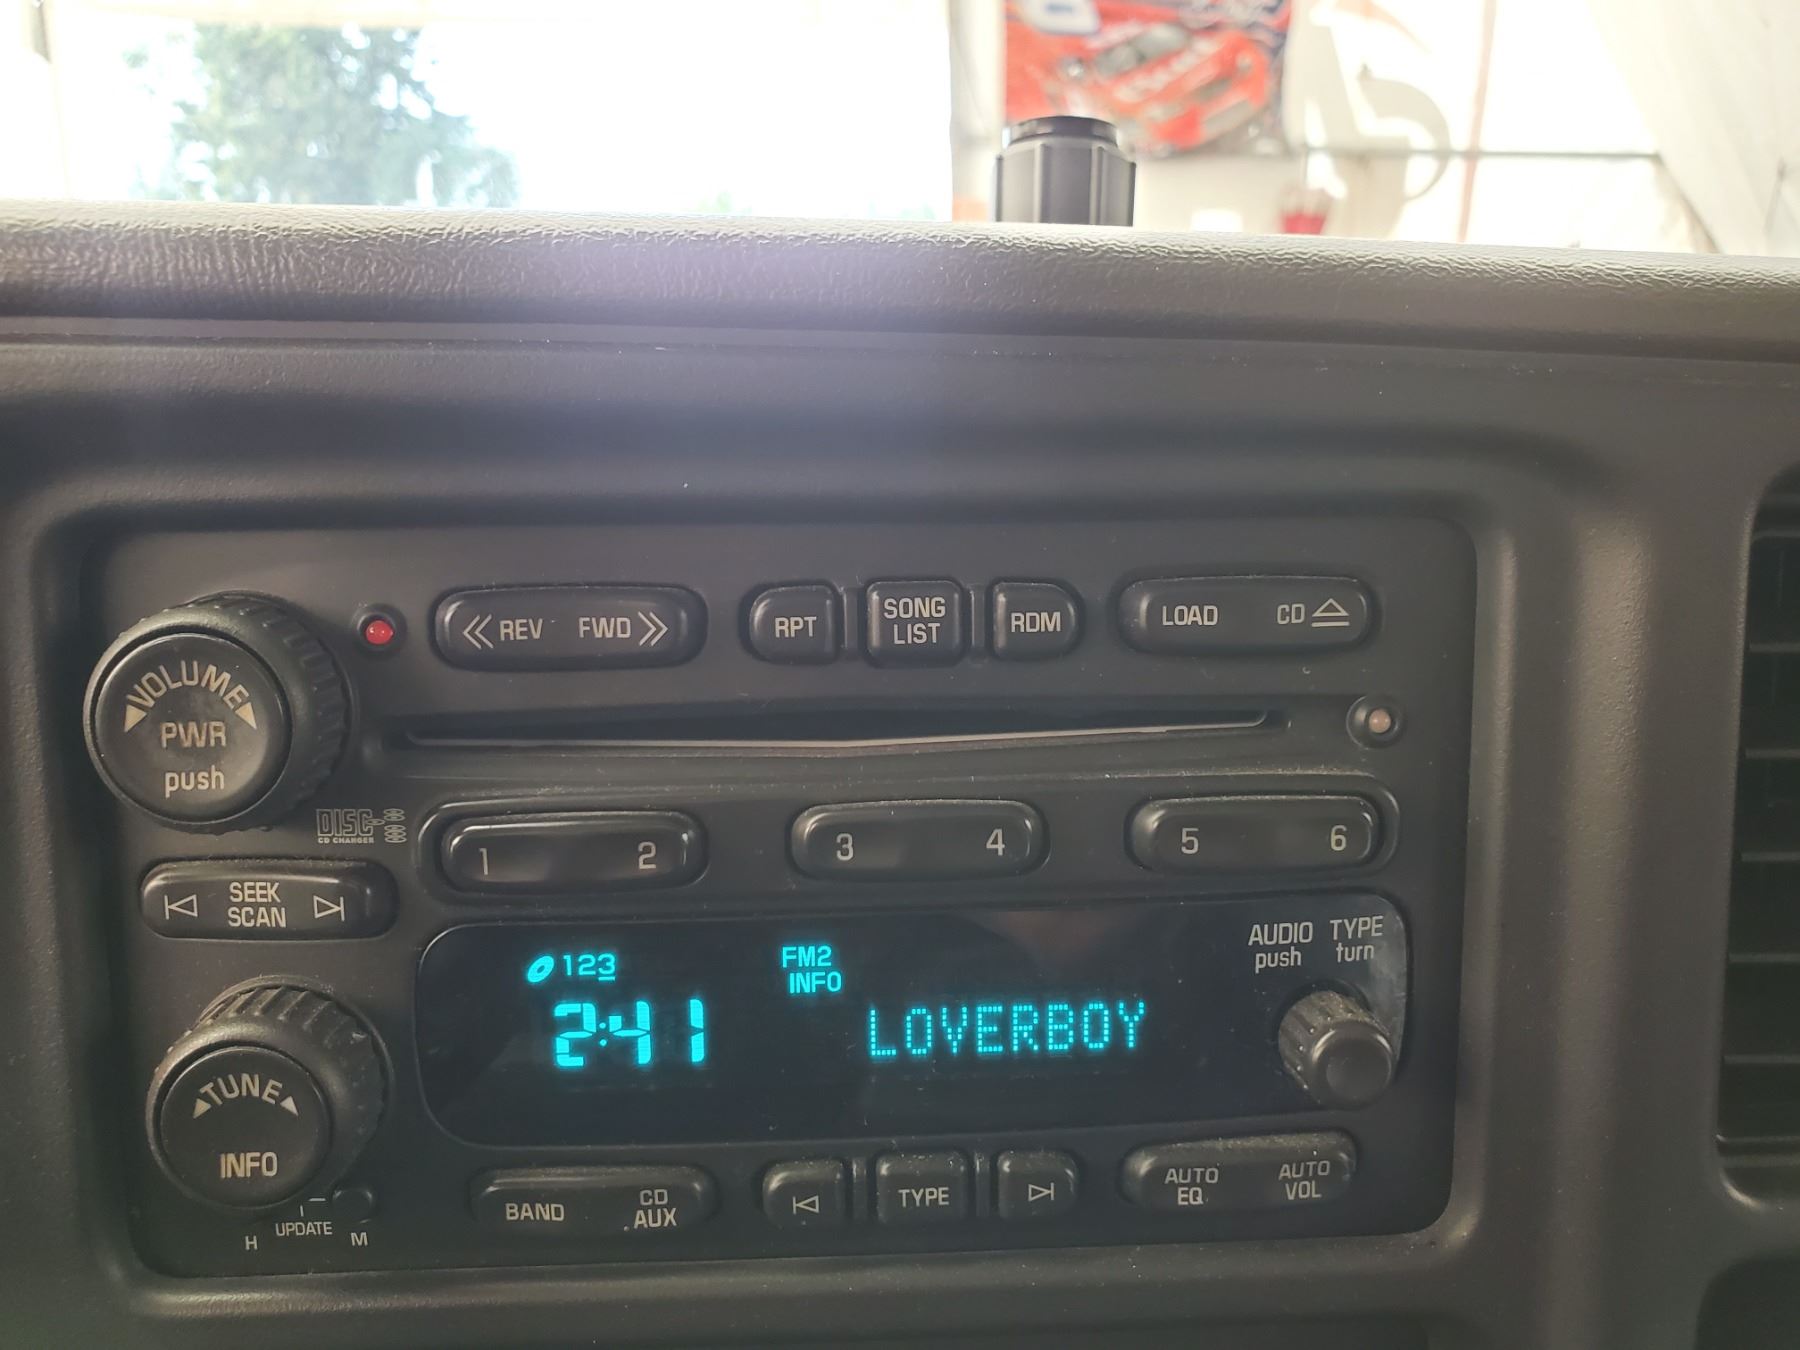 REV FWD
RPT
SONG
LIST
RDM
LOAD CD
VOLUME
PWR
push
DISC
CD CHANGER
1 2
3 4
5 6
SEEK
SCAN
123
FM2
INFO
2:41
LOVERBOY
AUDIO
push
TYPE
turn
TUNE
INFO
UPDATE
H M
BAND
CD
AUX
TYPE
AUTO
EQ
AUTO
VOL